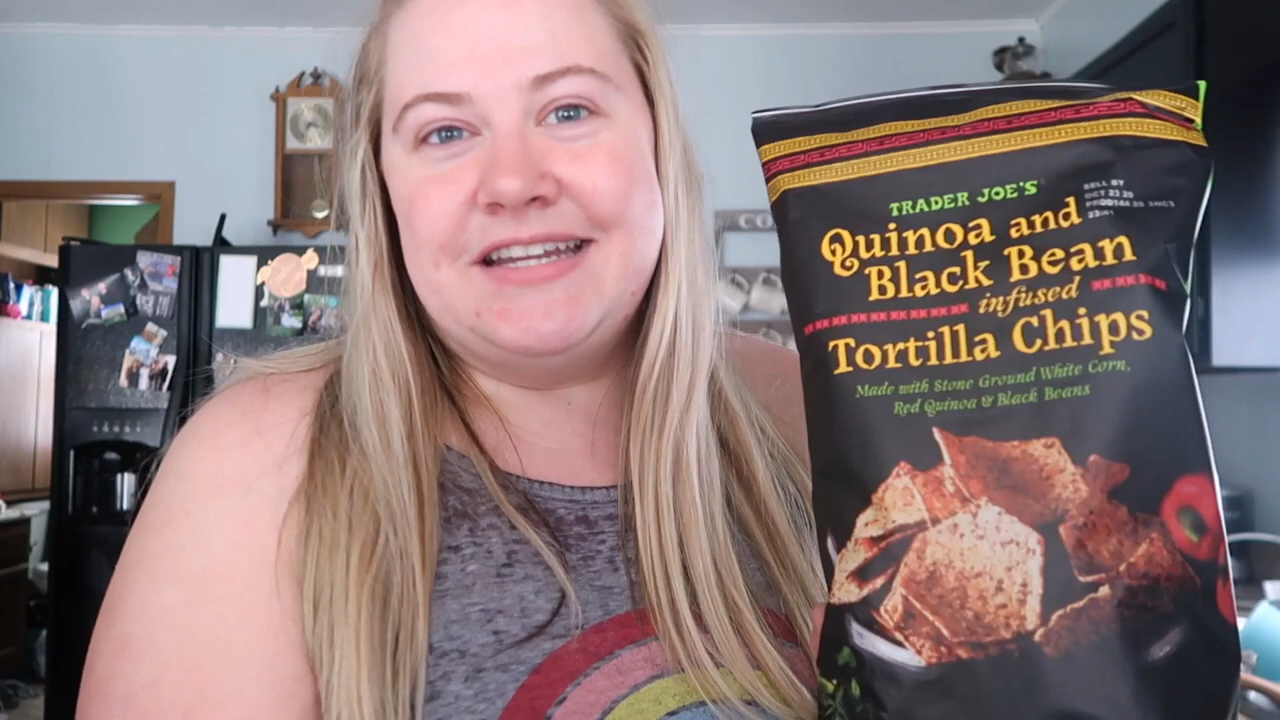 TRADER JOE'S
SELL BY
OCT 23 20
Quinoa and
Black Bean
infused
Tortilla Chips
Made with Stone Ground White Corn,
Red Quinoa & Black Beans
CO